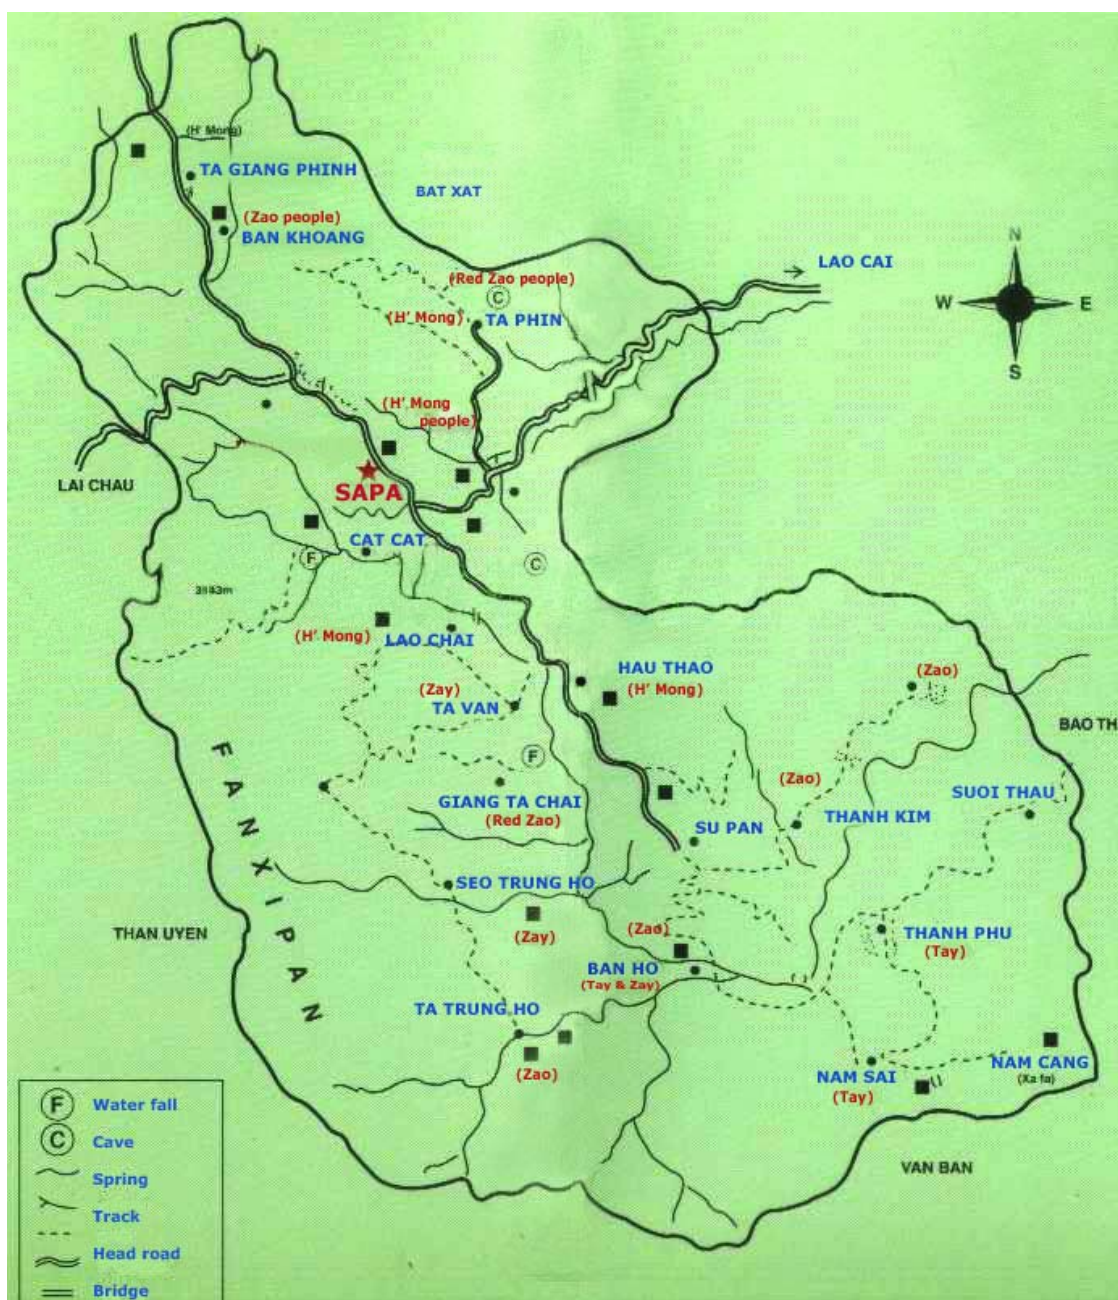 (H' Mong)
TA GIANG PHINH
BAT XAT
(Zao people)
BAN KHOANG
N
LAO CAI
(Red Zao people)
C
W
E
(H' Mong)
TA PHIN
S
(H' Mong
people)
LAI CHAU
SAPA
CAT CAT
F
C
(H' Mong)
LAO CHAI
HAU THAO
(H' Mong)
(Zao)
(Zay)
TA VAN
BAO TH
FANXIPAN
F
(Zao)
SUOI THAU
GIANG TA CHAI
(Red Zao)
SU PAN
THANH KIM
SEO TRUNG HO
THAN UYEN
(Zay)
(Zao)
THANH PHU
(Tay)
BAN HO
(Tay & Zay)
TA TRUNG HO
(Zao)
NAM SAI
(Tay)
NAM CANG
(Xa fa)
VAN BAN
F Water fall
C Cave
Spring
Track
Head road
Bridge